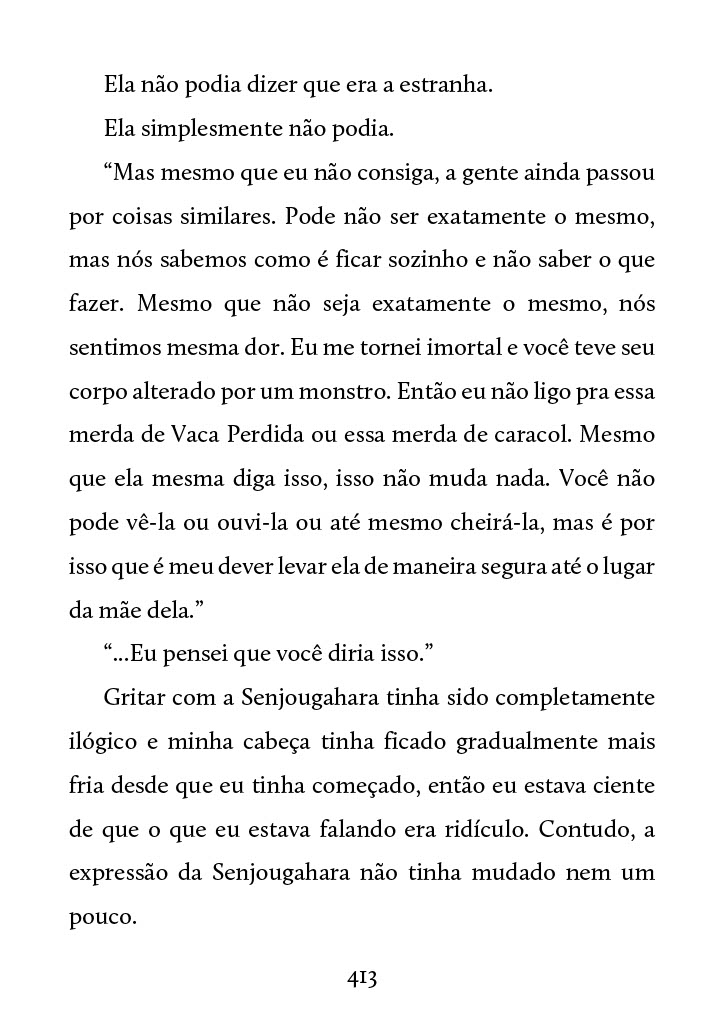 Ela não podia dizer que era a estranha.
Ela simplesmente não podia.
“Mas mesmo que eu não consiga, a gente ainda passou
por coisas similares. Pode não ser exatamente o mesmo,
mas nós sabemos como é ficar sozinho e não saber o que
fazer. Mesmo que não seja exatamente o mesmo, nós
sentimos mesma dor. Eu me tornei imortal e você teve seu
corpo alterado por um monstro. Então eu não ligo pra essa
merda de Vaca Perdida ou essa merda de caracol. Mesmo
que ela mesma diga isso, isso não muda nada. Você não
pode vê-la ou ouvi-la ou até mesmo cheirá-la, mas é por
isso que é meu dever levar ela de maneira segura até o lugar
da mãe dela.”
“...Eu pensei que você diria isso.”
Gritar com a Senjougahara tinha sido completamente
ilógico e minha cabeça tinha ficado gradualmente mais
fria desde que eu tinha começado, então eu estava ciente
de que o que eu estava falando era ridículo. Contudo, a
expressão da Senjougahara não tinha mudado nem um
pouco.
413